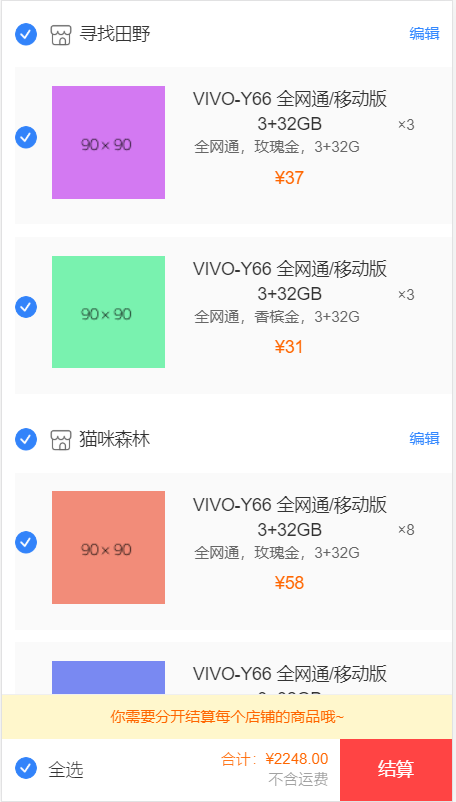 寻找田野 编辑
90×90
VIVO-Y66 全网通/移动版
3+32GB
×3
全网通，玫瑰金，3+32G
¥37
90×90
VIVO-Y66 全网通/移动版
3+32GB
×3
全网通，香槟金，3+32G
¥31
猫咪森林 编辑
90×90
VIVO-Y66 全网通/移动版
3+32GB
×8
全网通，玫瑰金，3+32G
¥58
VIVO-Y66 全网通/移动版
你需要分开结算每个店铺的商品哦~
全选
合计：¥2248.00
不含运费
结算